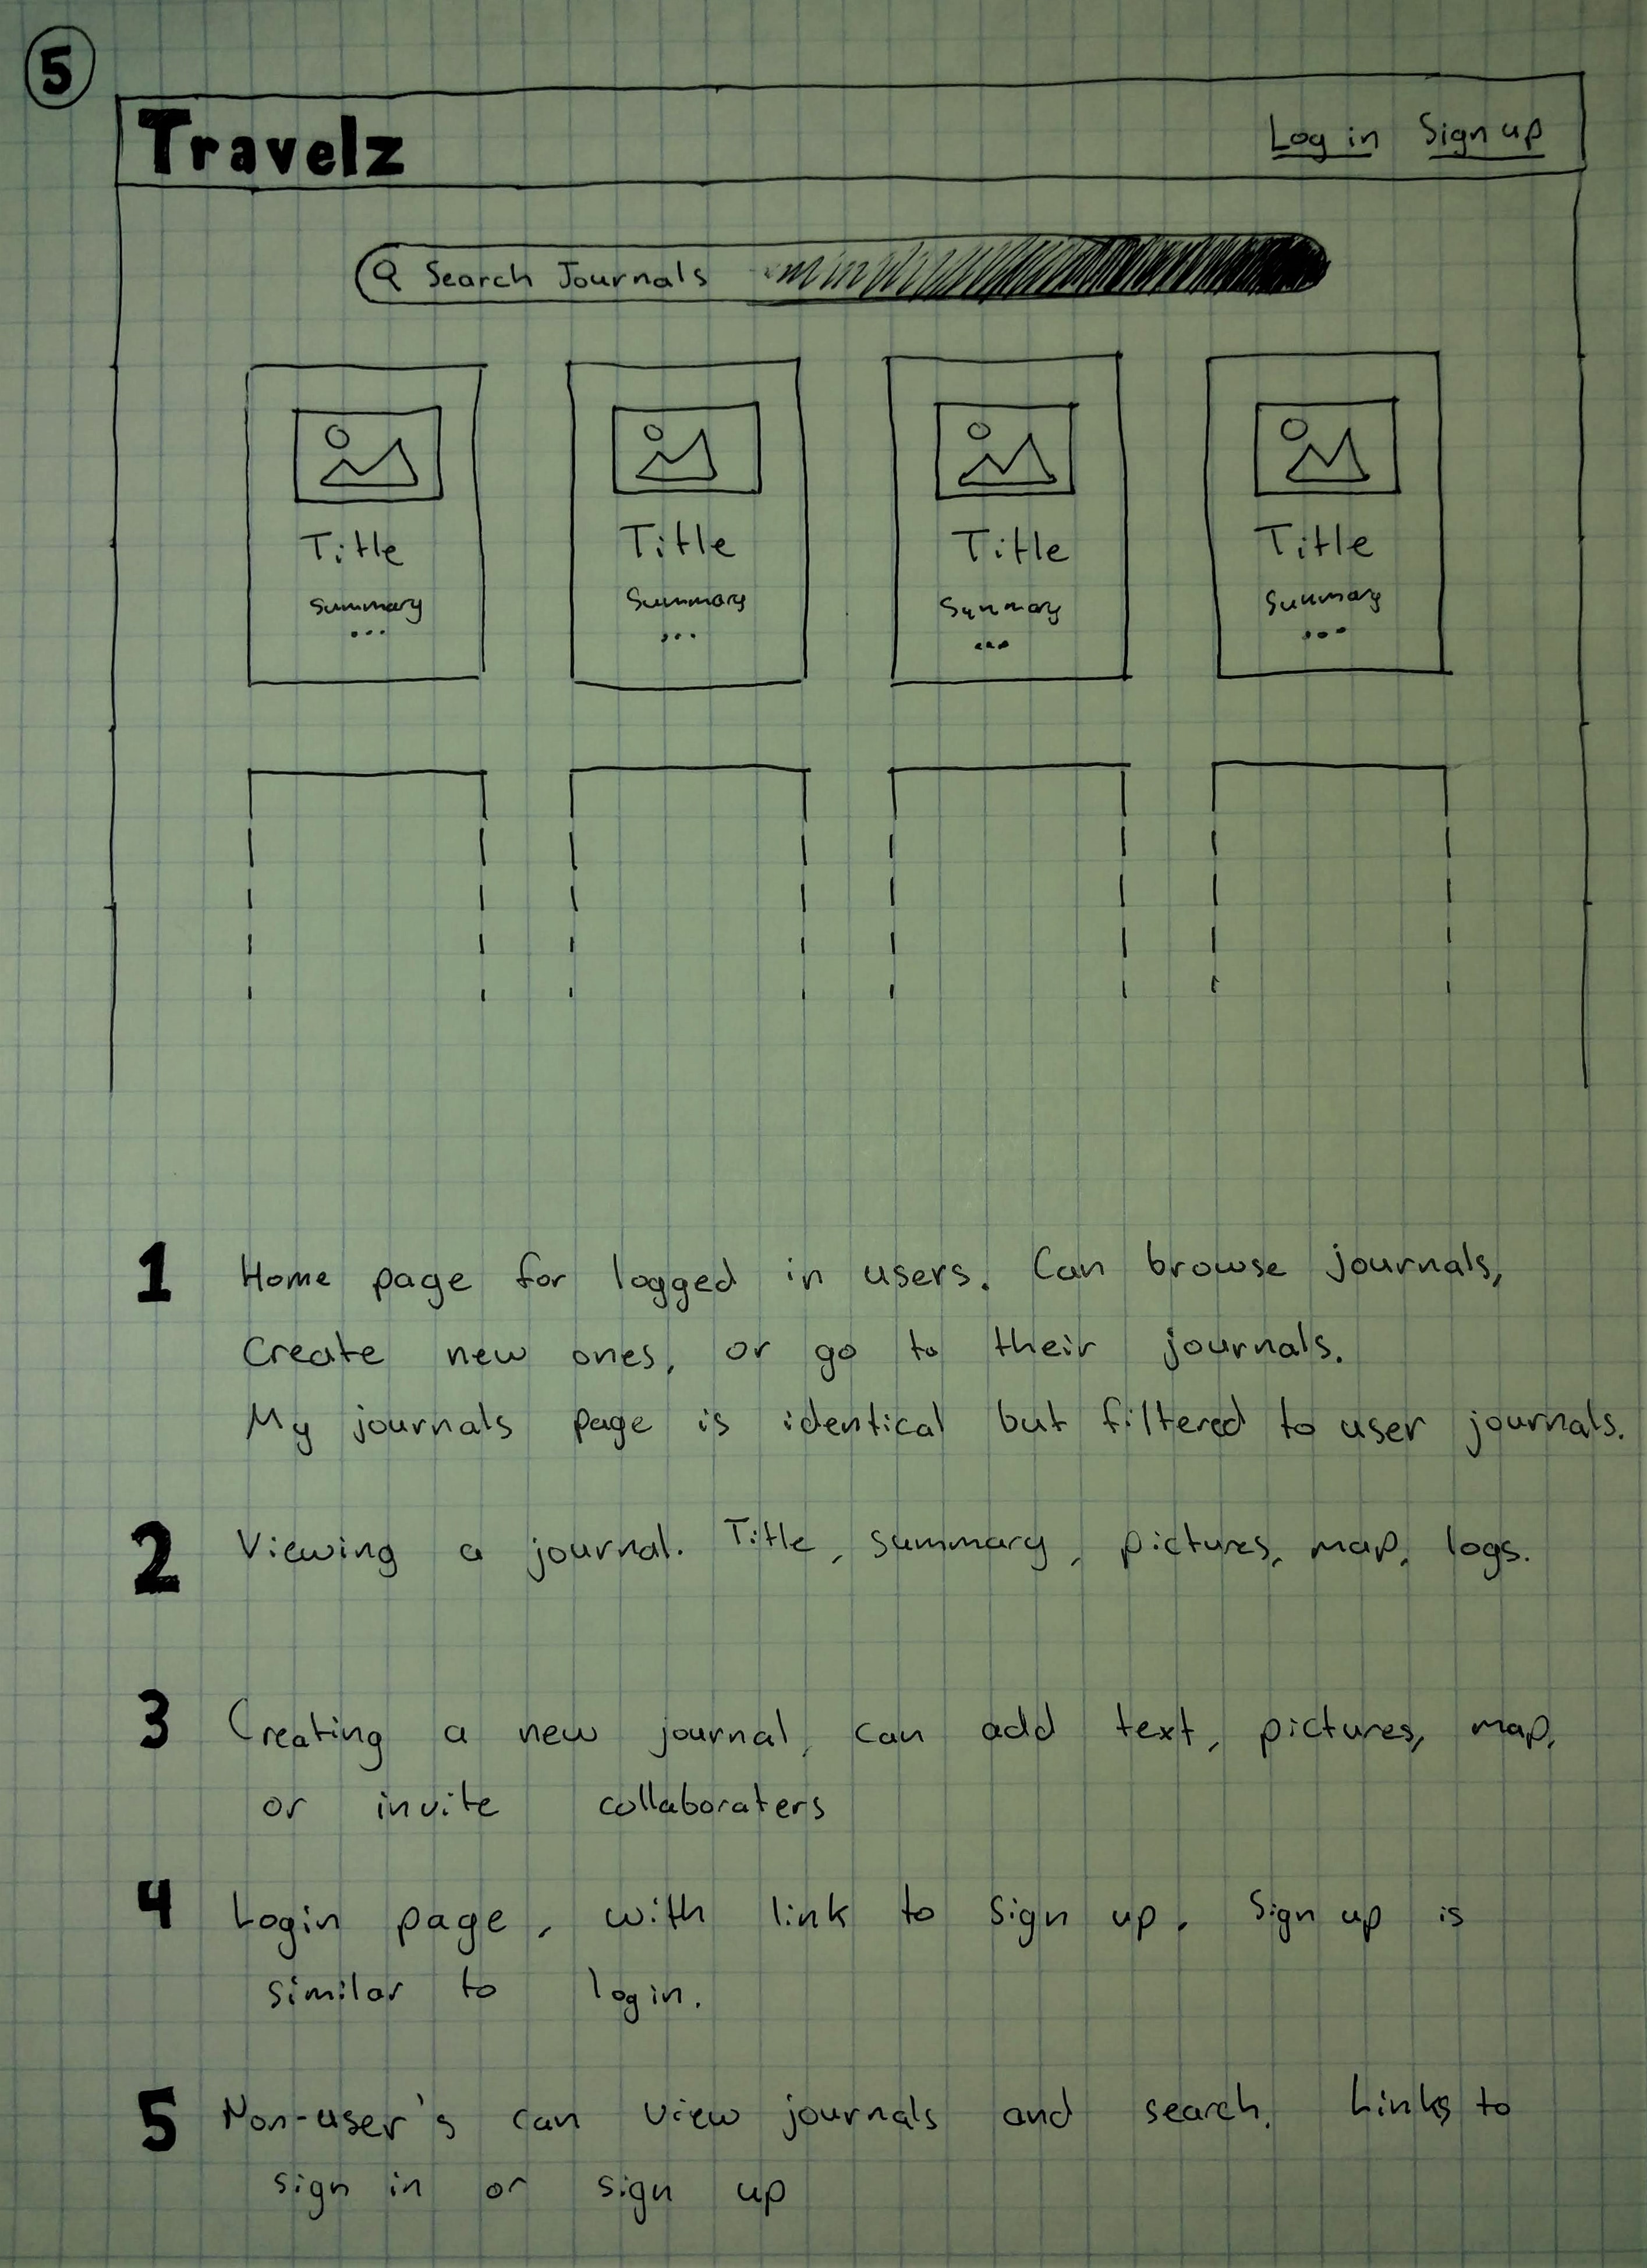 5
Travelz
Log in Sign up
Search Journals
Title Title Title Title
Summary Summary Summary Summary
... ... ... ...
1 Home page for logged in users. Can browse journals,
Create new ones, or go to their journals.
My journals page is identical but filtered to user journals.
2 Viewing a journal. Title, summary, pictures, map, logs.
3 Creating a new journal, can add text, pictures, map,
or invite collaboraters
4 Login page, with link to sign up. Sign up is
similar to login.
5 Non-user's can view journals and search. Links to
sign in or sign up